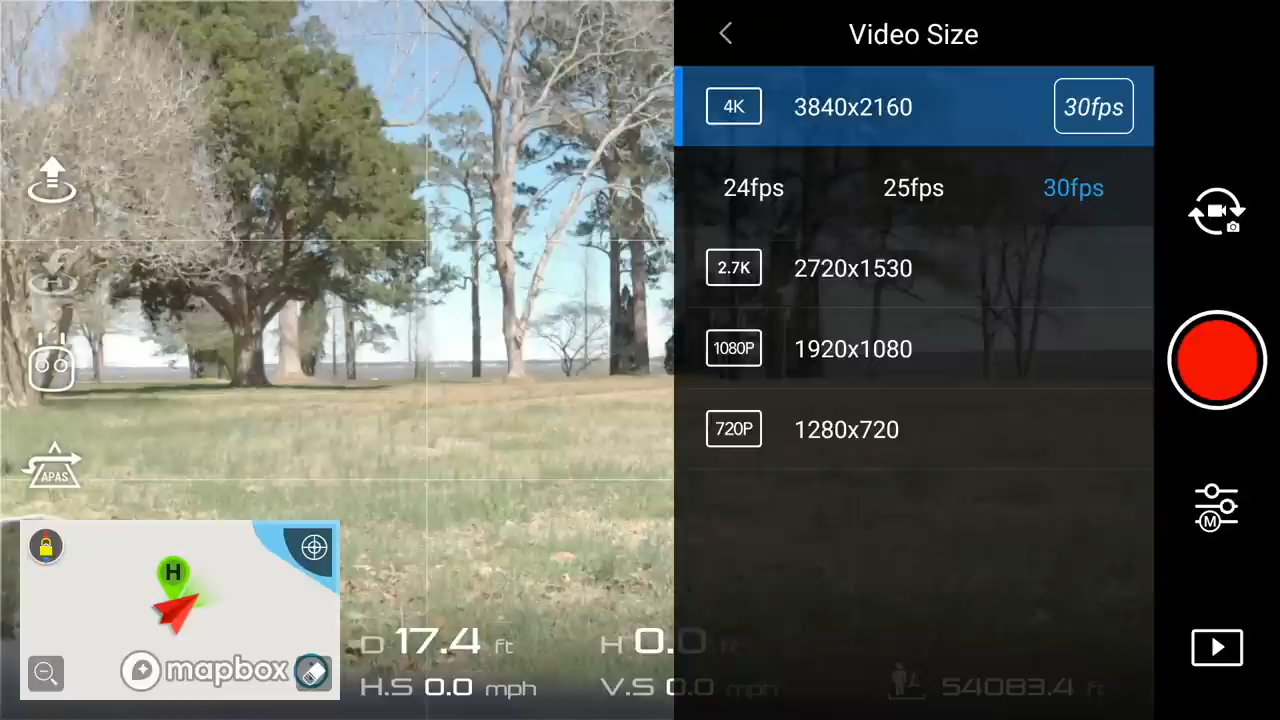 Video Size
4K 3840x2160 30fps
24fps 25fps 30fps
2.7K 2720x1530
1080P 1920x1080
720P 1280x720
APAS
M
H
mapbox
D 17.4 ft H 0.0 ft
H.S 0.0 mph V.S 0.0 mph 54083.4 ft